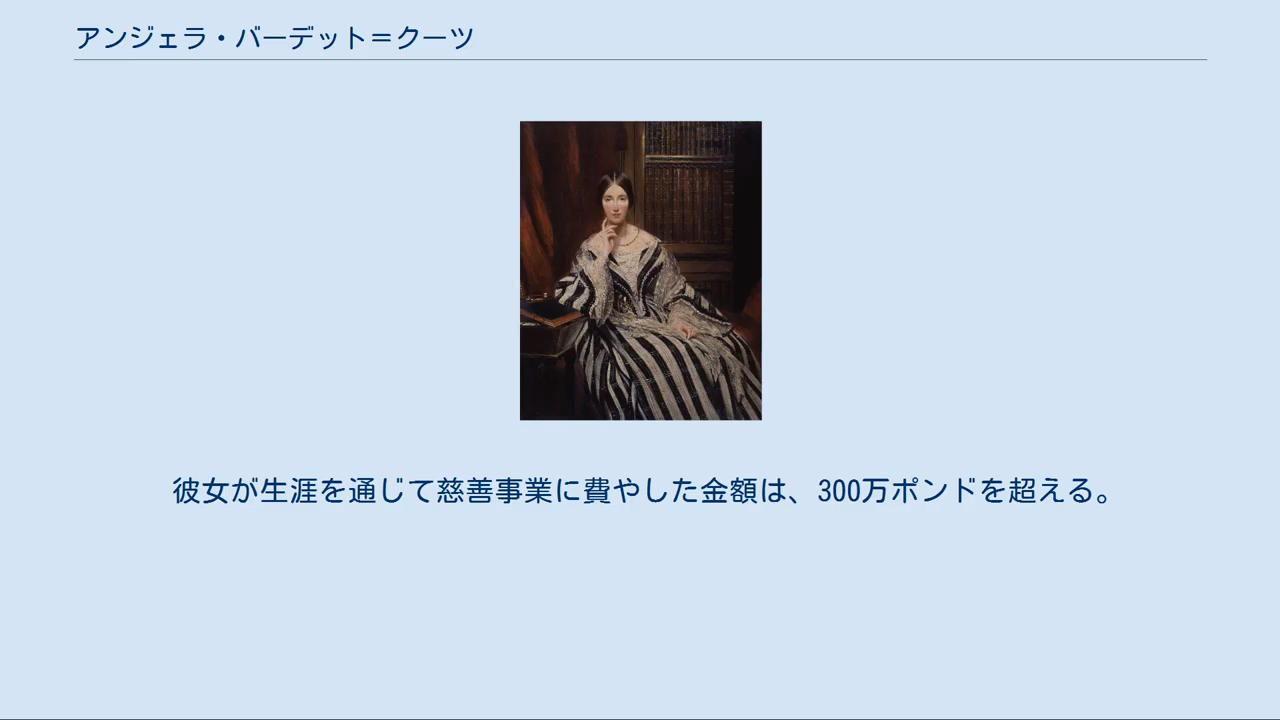 アンジェラ・バーデット＝クーツ
彼女が生涯を通じて慈善事業に費やした金額は、300万ポンドを超える。